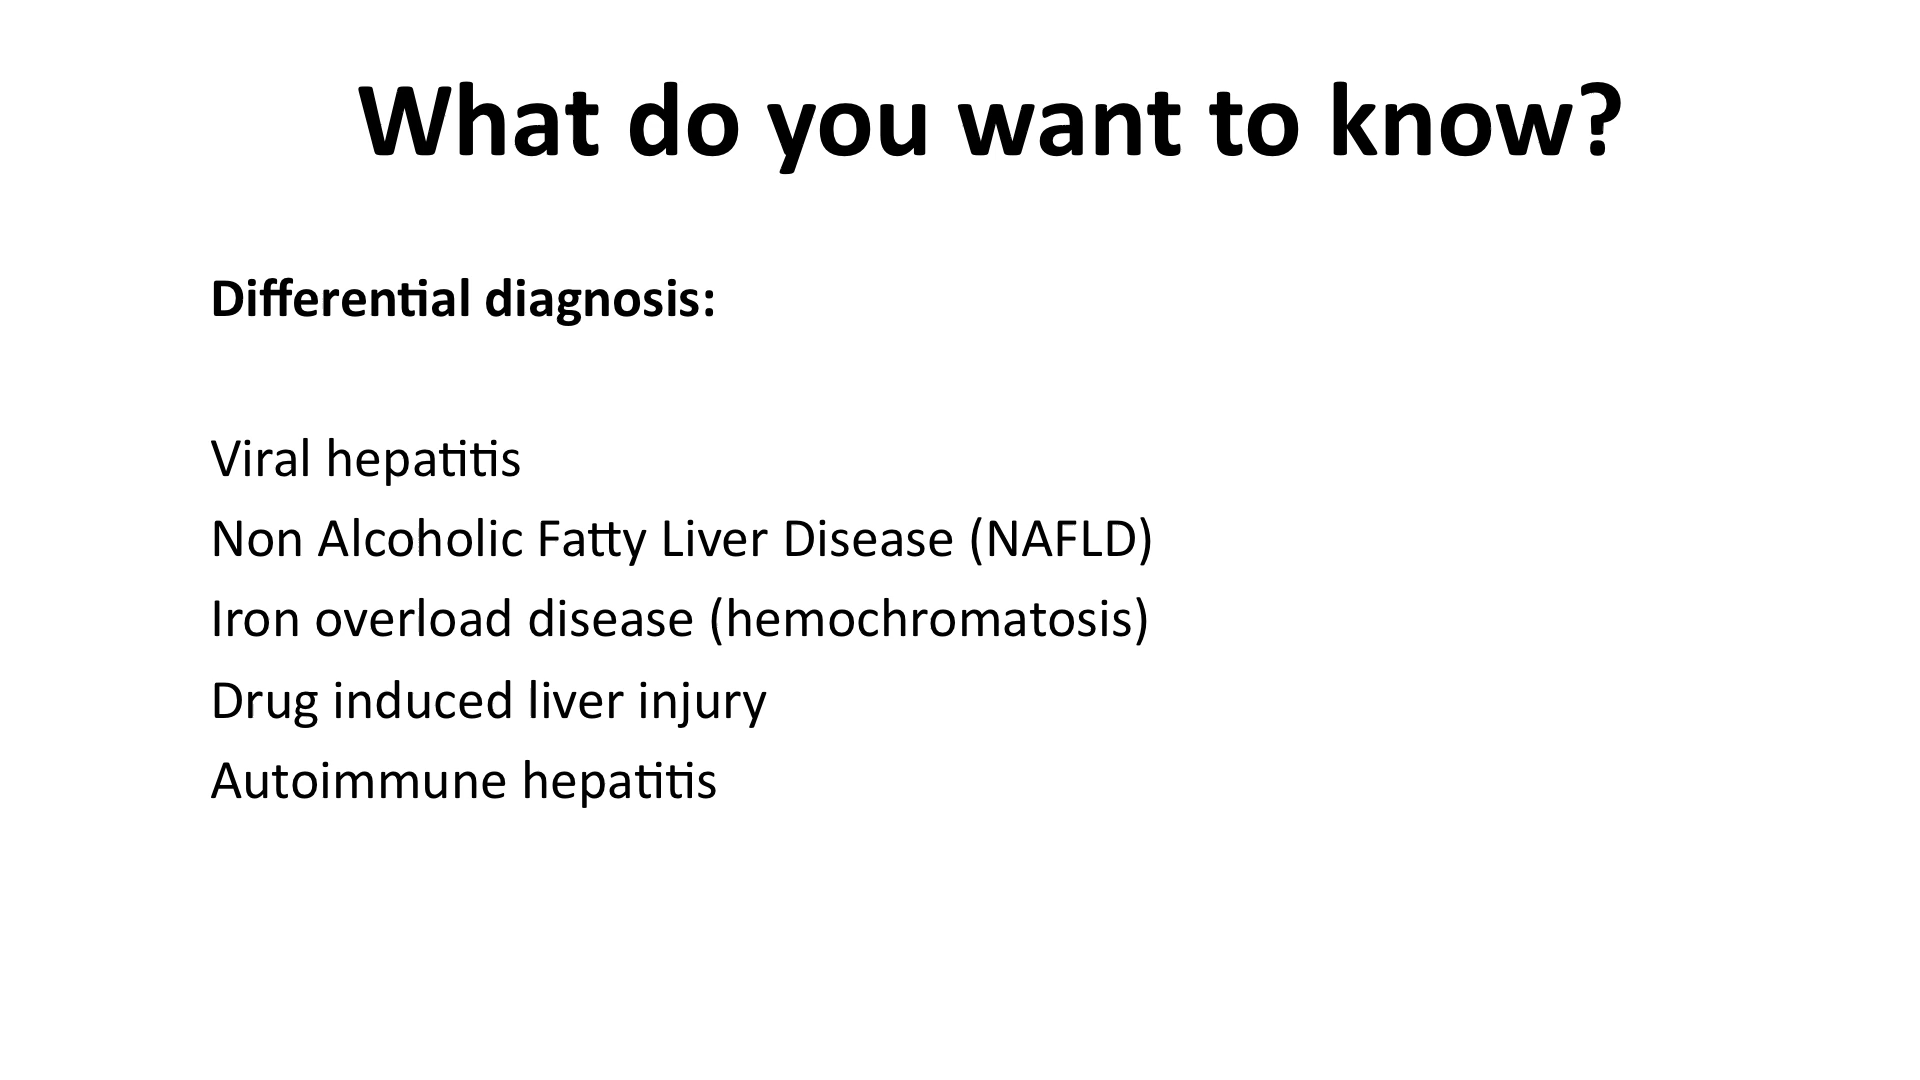 What do you want to know?
Differential diagnosis:
Viral hepatitis
Non Alcoholic Fatty Liver Disease (NAFLD)
Iron overload disease (hemochromatosis)
Drug induced liver injury
Autoimmune hepatitis